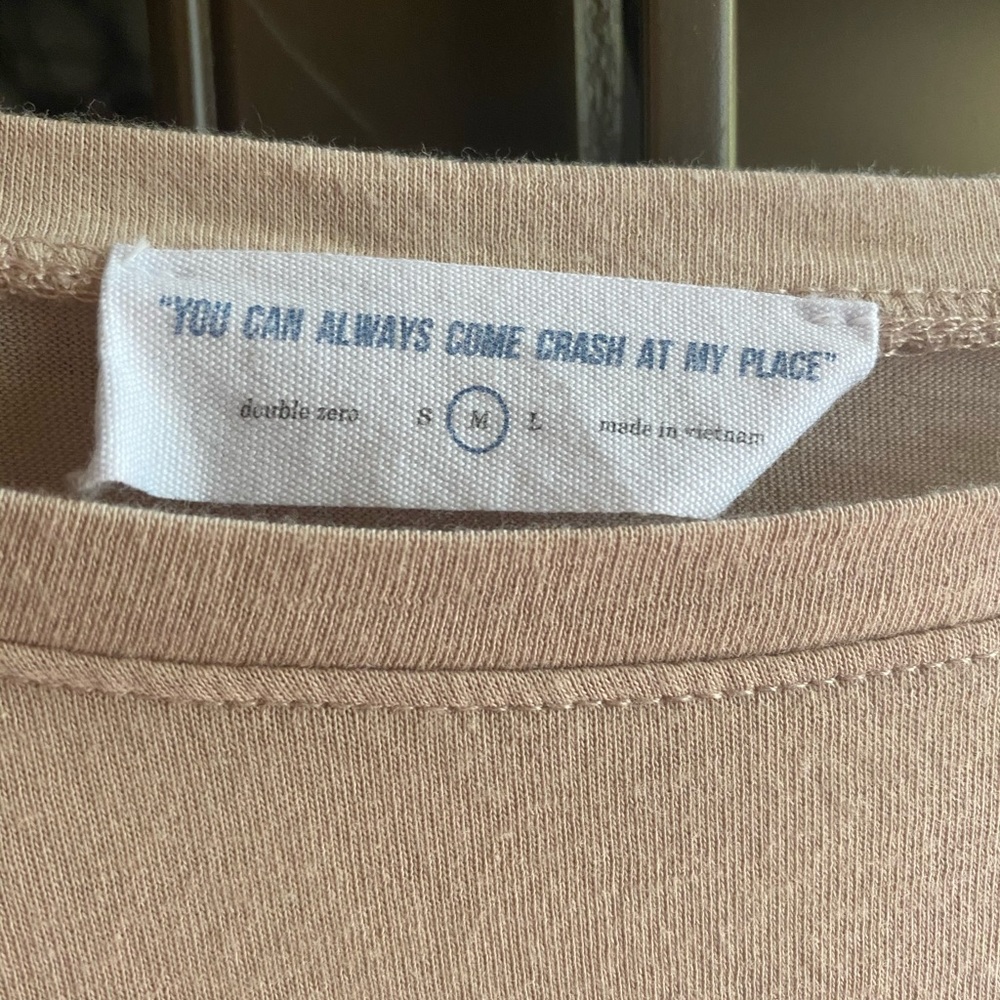 "YOU CAN ALWAYS COME CRASH AT MY PLACE"
double zero S M L made in vietnam